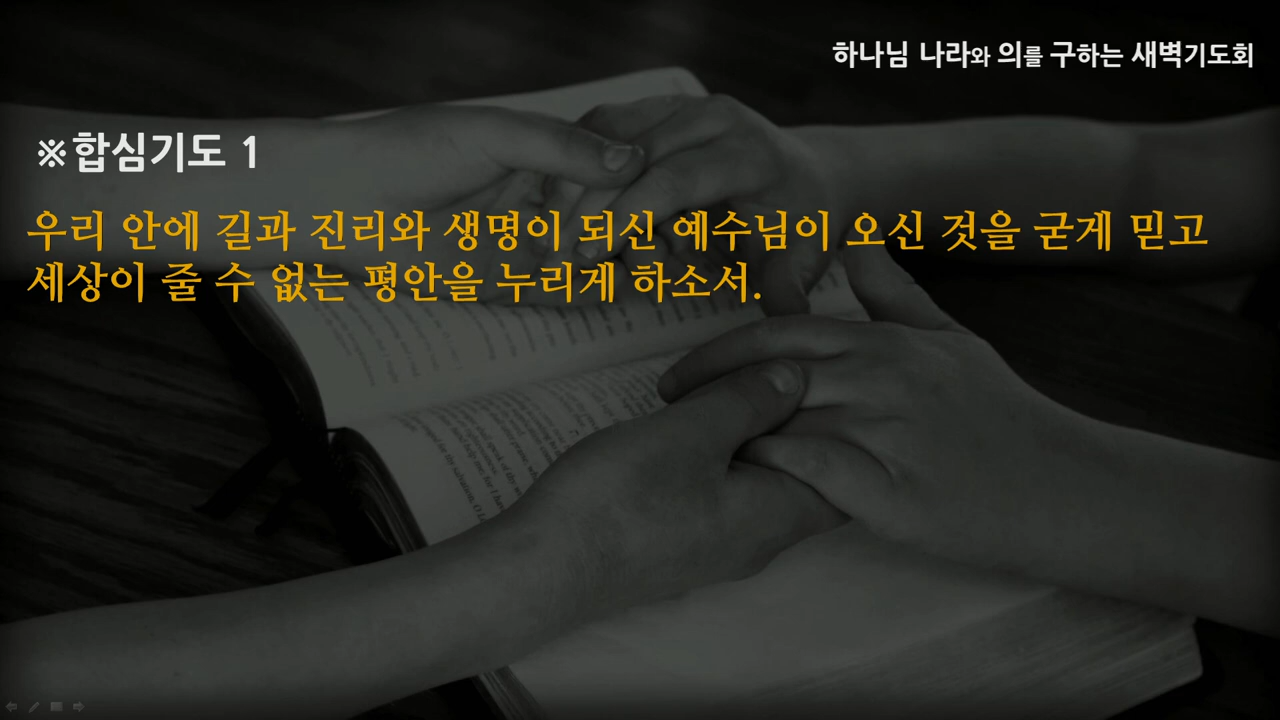 하나님 나라와 의를 구하는 새벽기도회
※합심기도 1
우리 안에 길과 진리와 생명이 되신 예수님이 오신 것을 굳게 믿고
세상이 줄 수 없는 평안을 누리게 하소서.